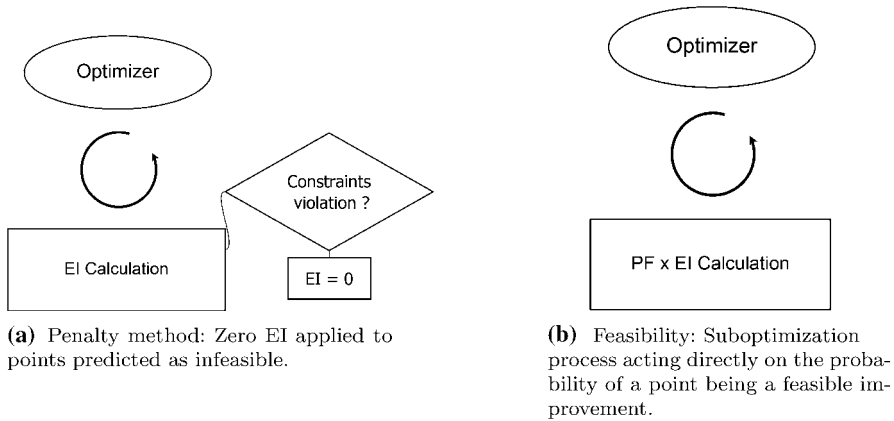 Optimizer
Constraints
violation ?
EI Calculation
EI = 0
(a) Penalty method: Zero EI applied to
points predicted as infeasible.
Optimizer
PF x EI Calculation
(b) Feasibility: Suboptimization
process acting directly on the proba-
bility of a point being a feasible im-
provement.